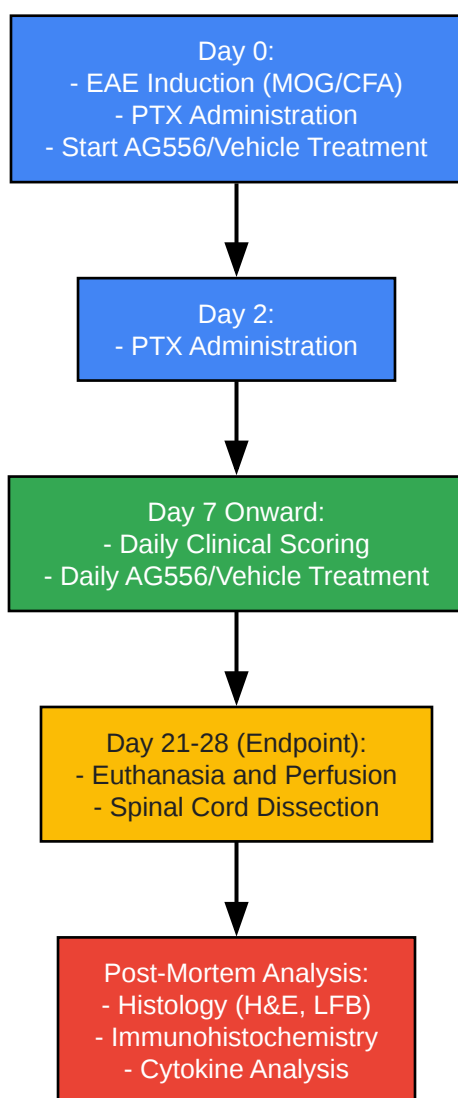 Day 0:
- EAE Induction (MOG/CFA)
- PTX Administration
- Start AG556/Vehicle Treatment
Day 2:
- PTX Administration
Day 7 Onward:
- Daily Clinical Scoring
- Daily AG556/Vehicle Treatment
Day 21-28 (Endpoint):
- Euthanasia and Perfusion
- Spinal Cord Dissection
Post-Mortem Analysis:
- Histology (H&E, LFB)
- Immunohistochemistry
- Cytokine Analysis